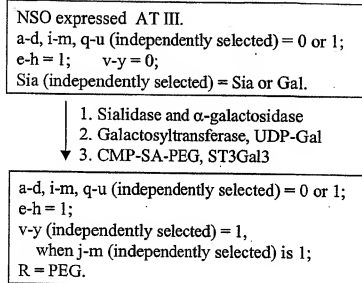 NSO expressed AT III.
a-d, i-m, q-u (independently selected) = 0 or 1;
e-h = 1; v-y = 0;
Sia (independently selected) = Sia or Gal.
1. Sialidase and α-galactosidase
2. Galactosyltransferase, UDP-Gal
3. CMP-SA-PEG, ST3Gal3
a-d, i-m, q-u (independently selected) = 0 or 1;
e-h = 1;
v-y (independently selected) = 1,
when j-m (independently selected) is 1;
R = PEG.